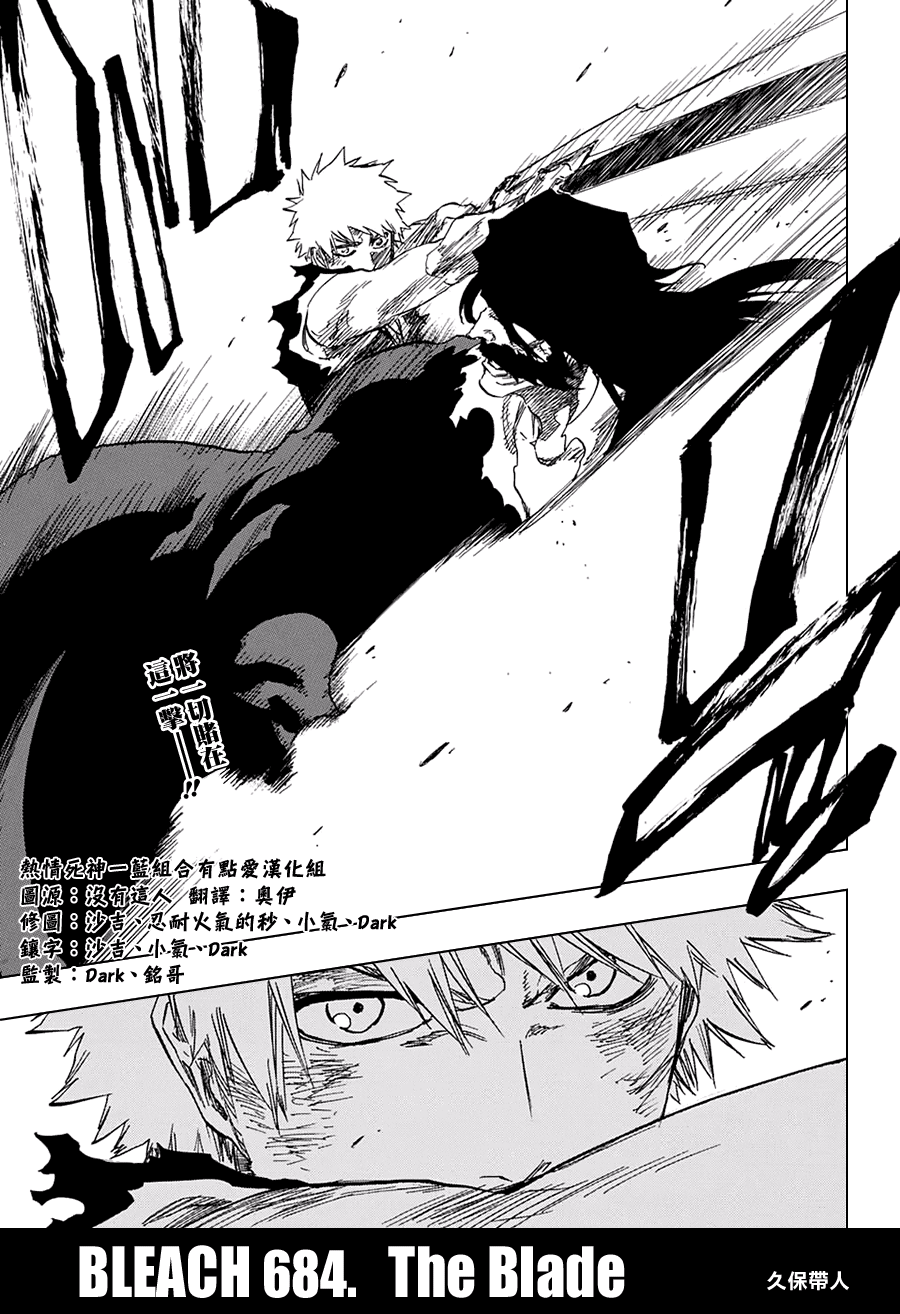 將一切賭在
這一擊——!!
熱情死神一藍組合有點愛漢化組
圖源：沒有這人 翻譯：奧伊
修圖：沙吉、忍耐火氣的秒、小氣、Dark
鑲字：沙吉、小氣、Dark
監製：Dark、銘哥
BLEACH 684. The Blade
久保帶人